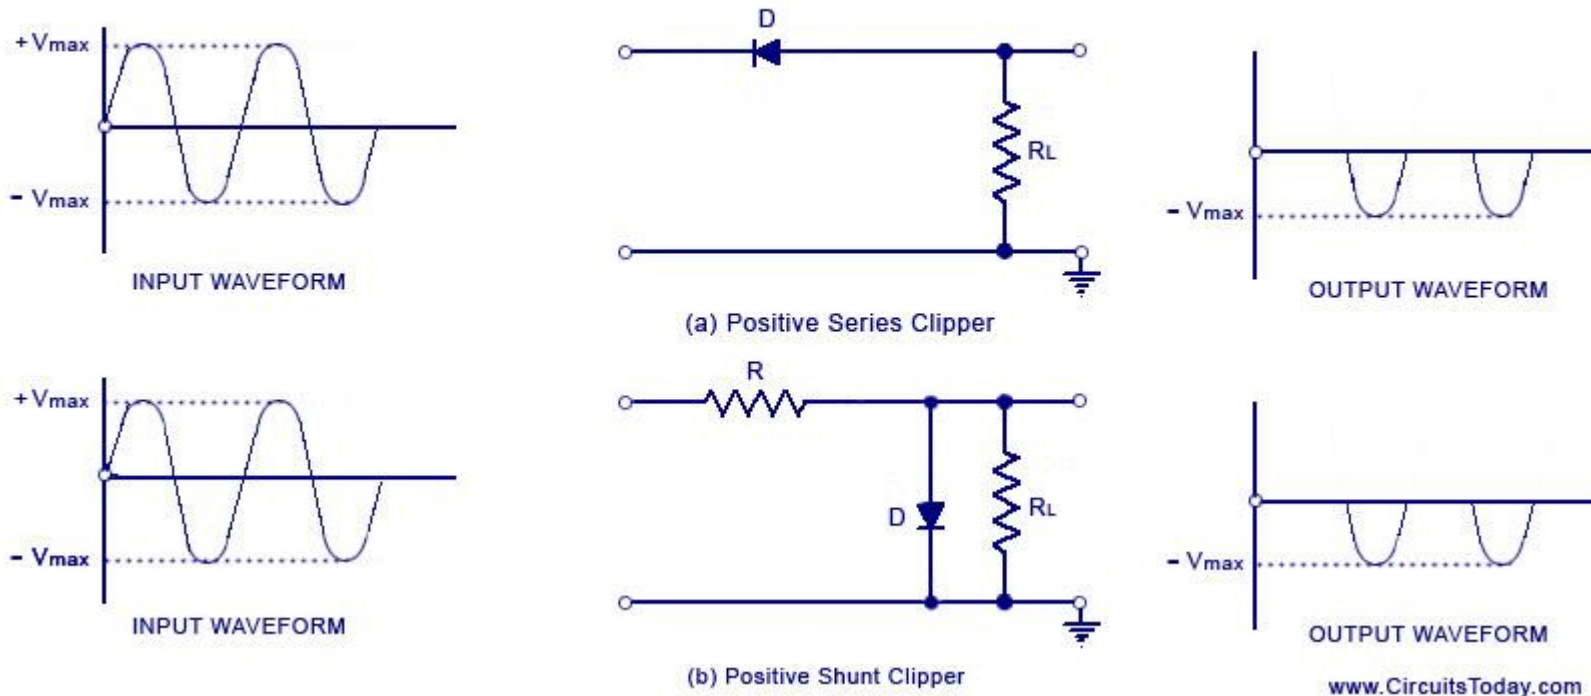 +Vmax
- Vmax
INPUT WAVEFORM
D
RL
(a) Positive Series Clipper
- Vmax
OUTPUT WAVEFORM
+Vmax
- Vmax
INPUT WAVEFORM
R
D
RL
(b) Positive Shunt Clipper
- Vmax
OUTPUT WAVEFORM
www.CircuitsToday.com